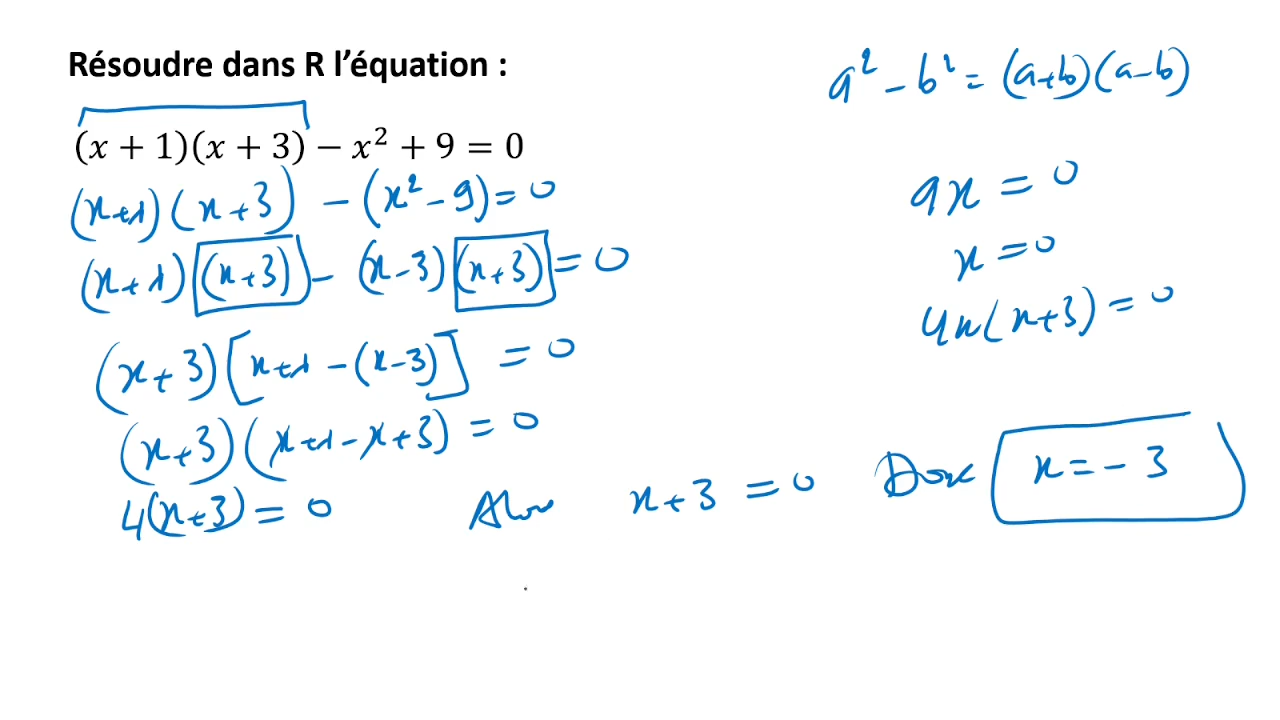 Résoudre dans R l’équation :
(x + 1)(x + 3) − x² + 9 = 0
(x+1)(x+3) − (x² − 9) = 0
(x+1)(x+3) − (x−3)(x+3) = 0
(x+3)[x+1 − (x−3)] = 0
(x+3)(x+1−x+3) = 0
4(x+3) = 0 Alors x+3 = 0 Donc x = −3
a² − b² = (a+b)(a−b)
ax = 0
x = 0
4x(x+3) = 0